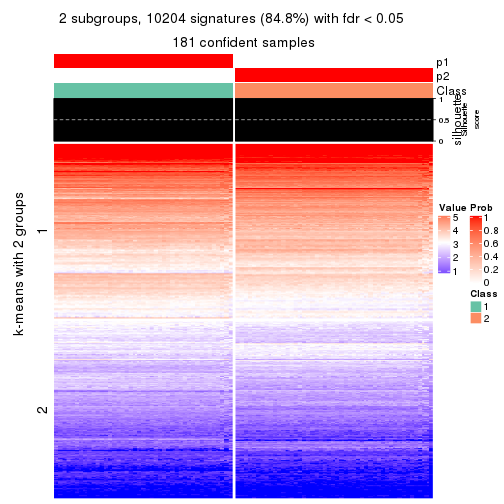 2 subgroups, 10204 signatures (84.8%) with fdr < 0.05
181 confident samples
p1
p2
Class
1
0.5
0
silhouette
Silhouette
score
k-means with 2 groups
1
2
Value
5
4
3
2
1
Prob
1
0.8
0.6
0.4
0.2
0
Class
1
2